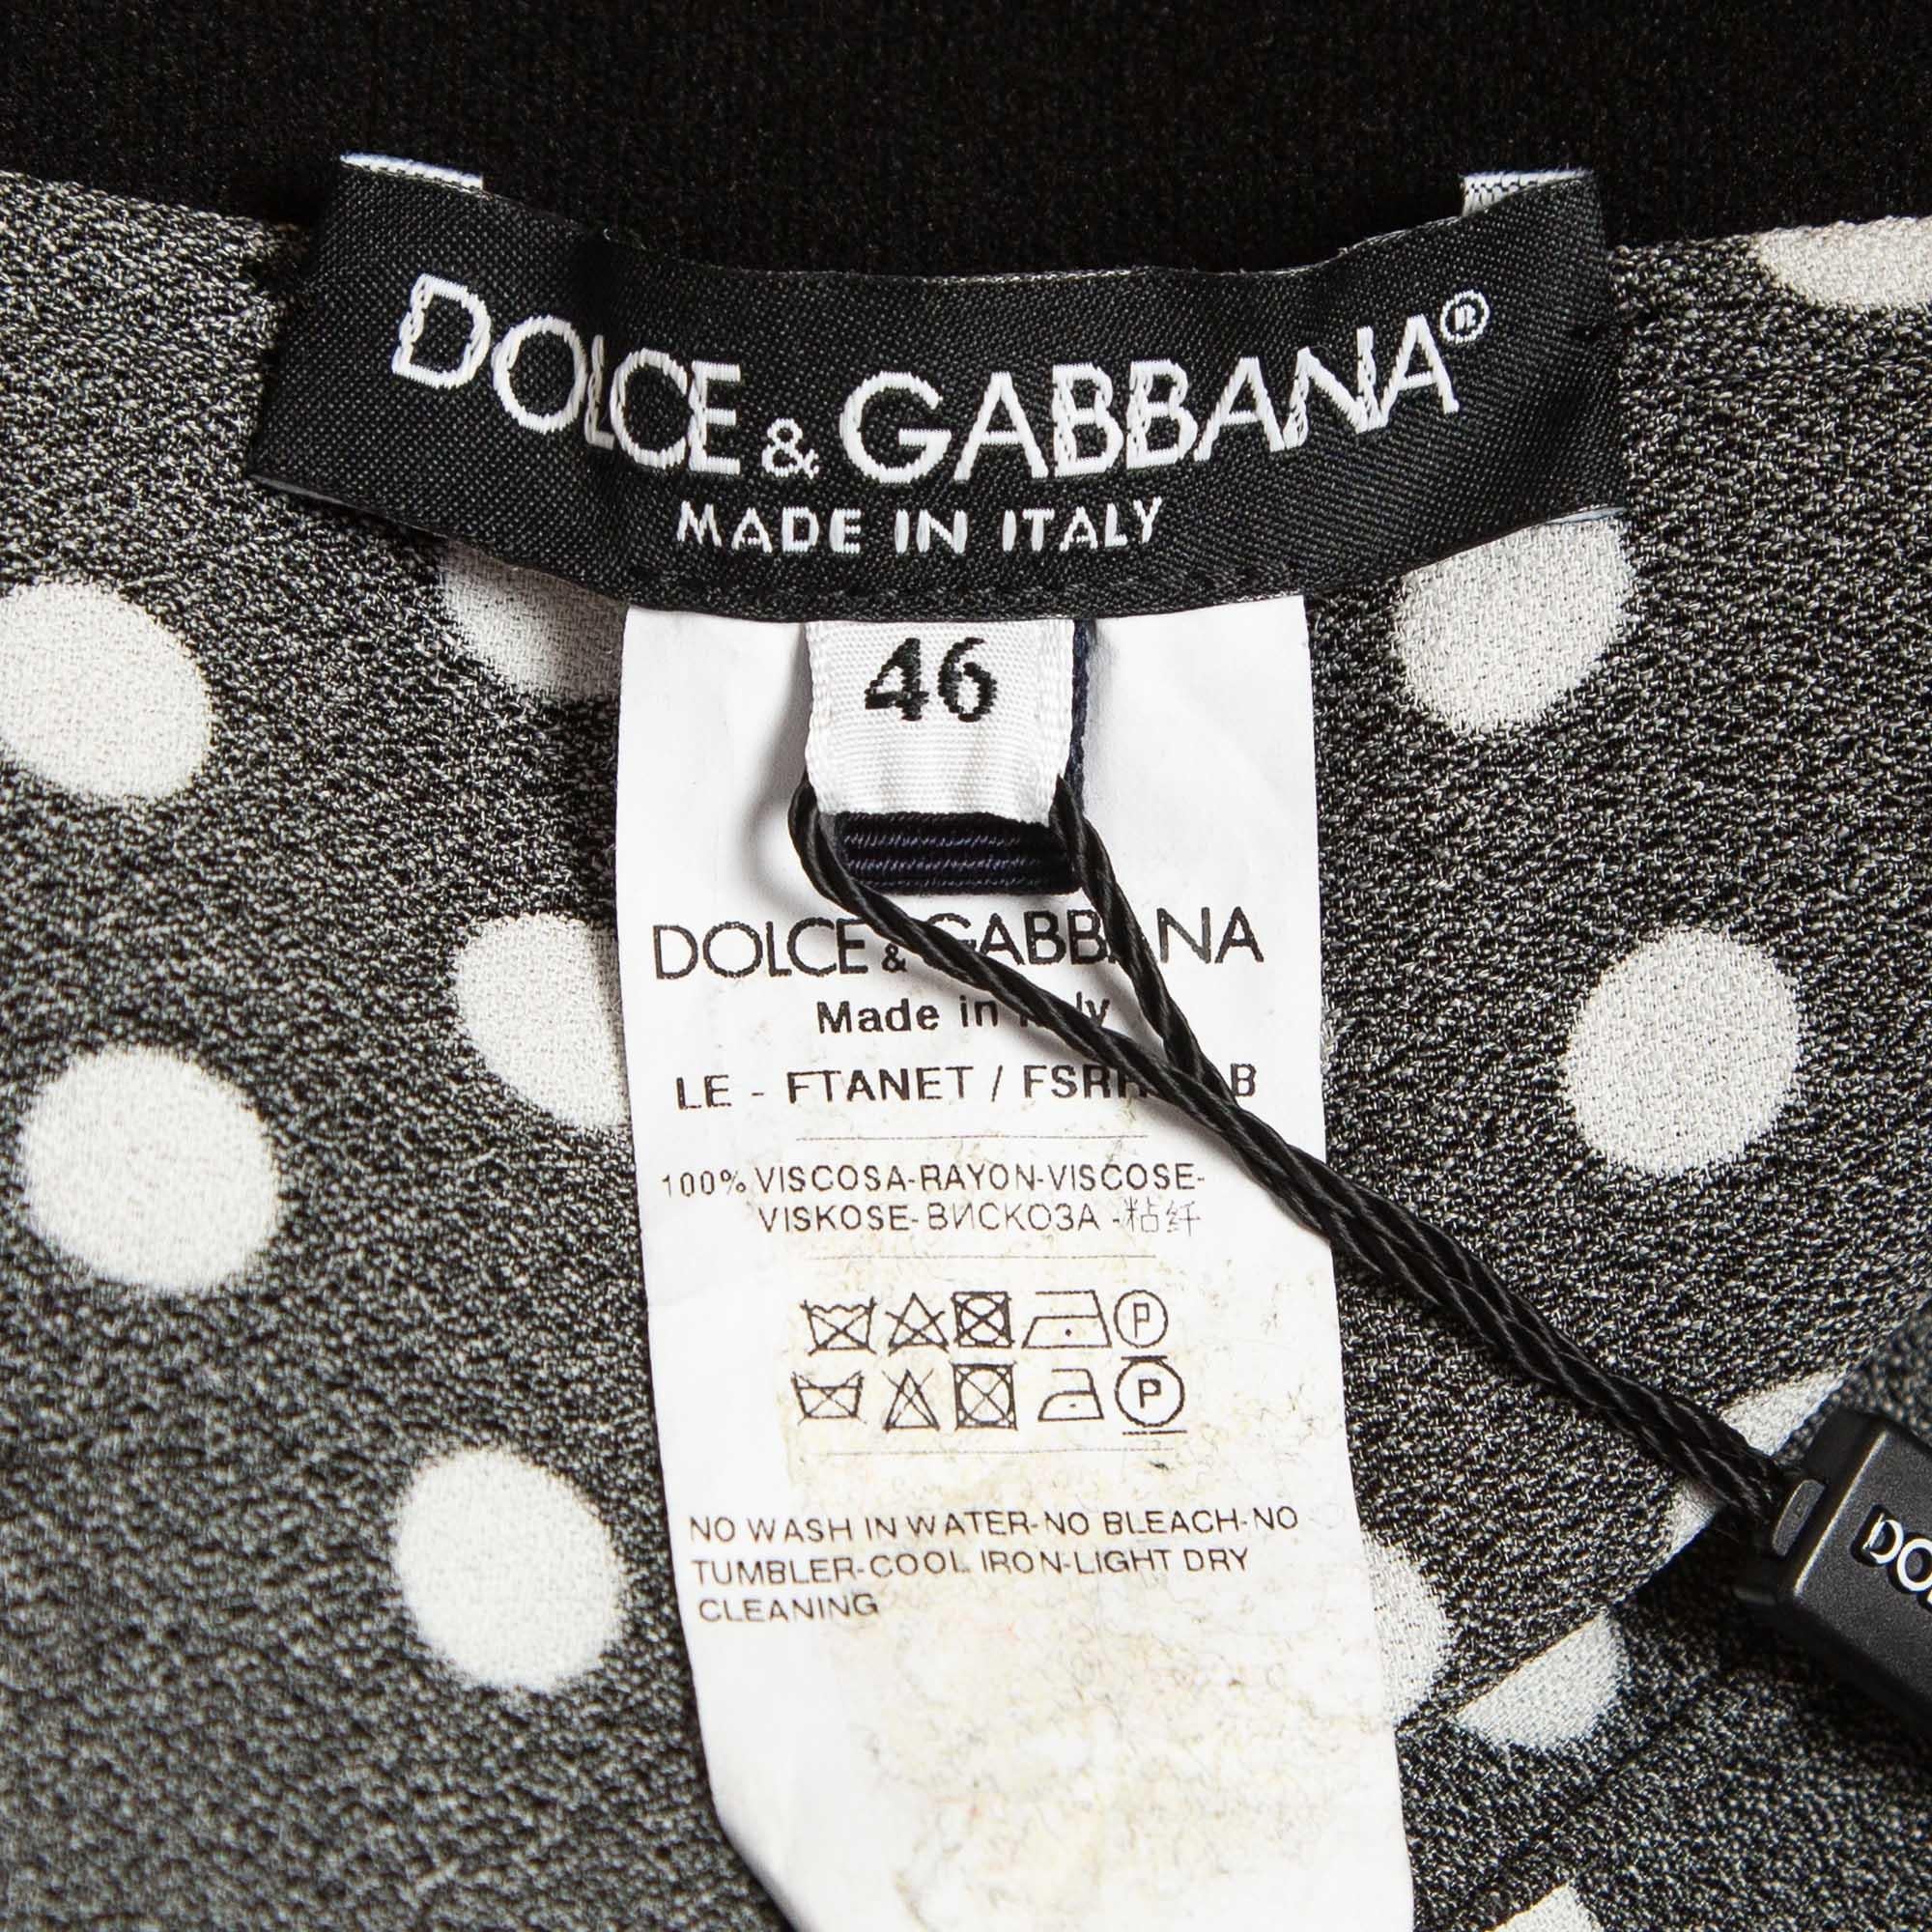 DOLCE & GABBANA®
MADE IN ITALY
46
DOLCE & GABBANA
Made in Italy
LE - FTANET /
100% VISCOSA-RAYON-VISCOSE-
VISKOSE-ВИСКОЗА -粘纤
P
P
NO WASH IN WATER-NO BLEACH-NO
TUMBLER-COOL IRON-LIGHT DRY
CLEANING
DO